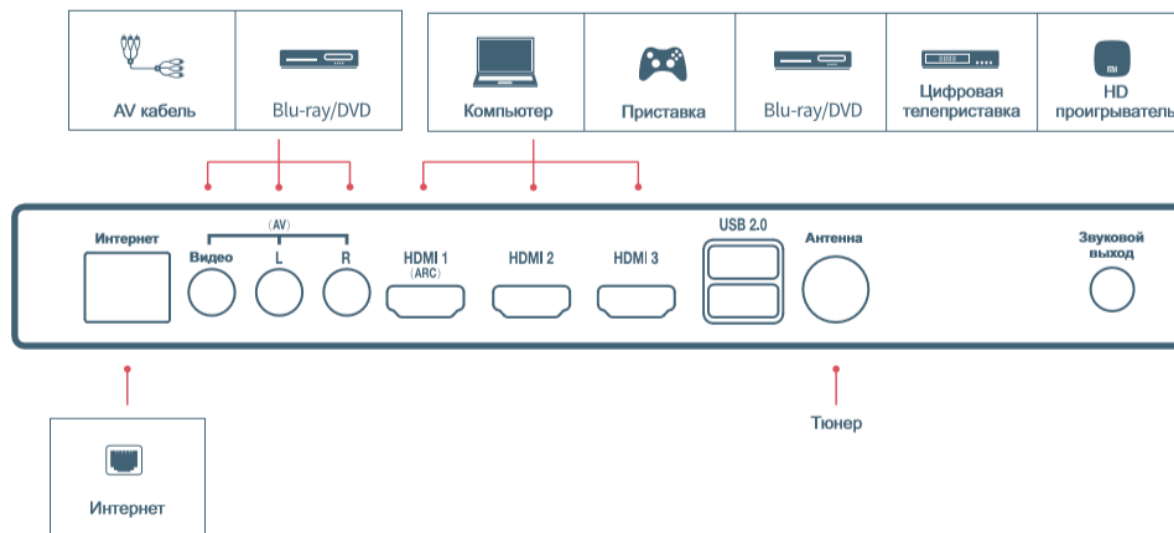 AV кабель
Blu-ray/DVD
Компьютер
Приставка
Blu-ray/DVD
Цифровая
телеприставка
mi
HD
проигрыватель
Интернет
(AV)
Видео
L
R
HDMI 1
(ARC)
HDMI 2
HDMI 3
USB 2.0
Антенна
Звуковой
выход
Тюнер
Интернет